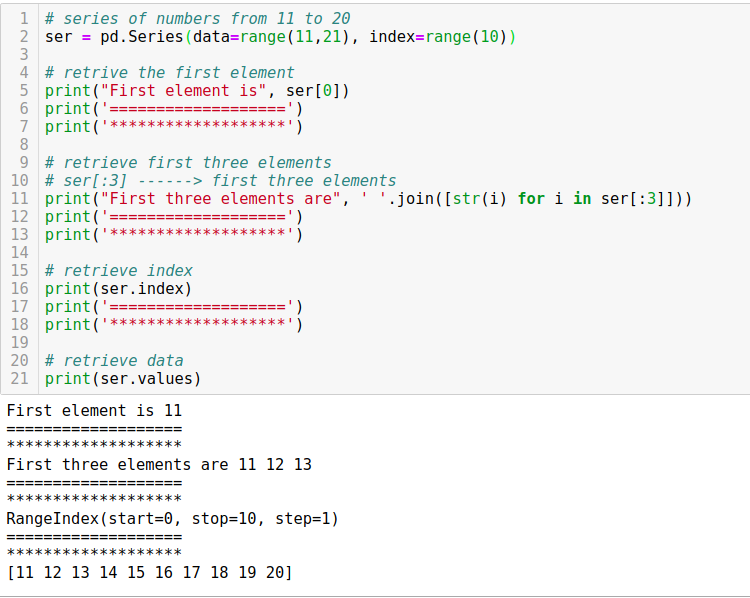 1 # series of numbers from 11 to 20
2 ser = pd.Series(data=range(11,21), index=range(10))
3
4 # retrive the first element
5 print("First element is", ser[0])
6 print('===================')
7 print('*******************')
8
9 # retrieve first three elements
10 # ser[:3] ------> first three elements
11 print("First three elements are", ' '.join([str(i) for i in ser[:3]]))
12 print('===================')
13 print('*******************')
14
15 # retrieve index
16 print(ser.index)
17 print('===================')
18 print('*******************')
19
20 # retrieve data
21 print(ser.values)
First element is 11
===================
*******************
First three elements are 11 12 13
===================
*******************
RangeIndex(start=0, stop=10, step=1)
===================
*******************
[11 12 13 14 15 16 17 18 19 20]